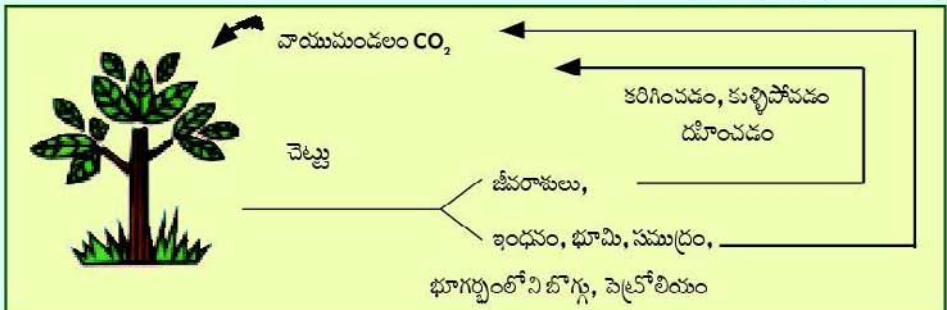 వాయుమండలం CO₂
కరిగించడం, కుళ్ళిపోవడం
దహించడం
చెట్టు
జీవరాశులు,
ఇంధనం, భూమి, సముద్రం,
భూగర్భంలోని బొగ్గు, పెట్రోలియం